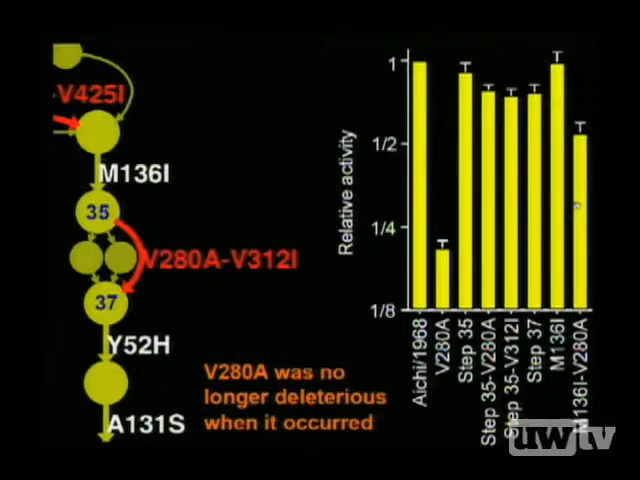 -V425I
M136I
35
V280A-V312I
37
Y52H
A131S
V280A was no
longer deleterious
when it occurred
Relative activity
1
1/2
1/4
1/8
Aichi/1968
V280A
Step 35
Step 35-V280A
Step 35-V312I
Step 37
M136I
M136I-V280A
uwtv